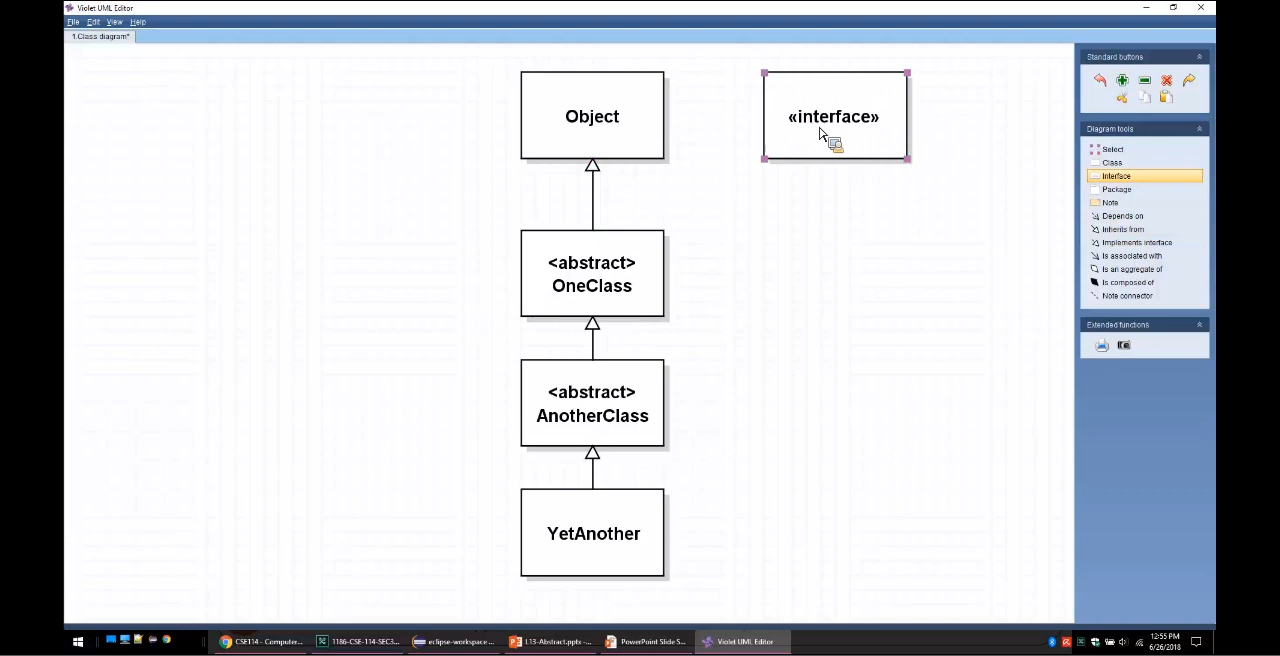 Violet UML Editor
File Edit View Help
1.Class diagram*
Object
«interface»
<abstract>
OneClass
<abstract>
AnotherClass
YetAnother
Standard buttons
Diagram tools
Select
Class
Interface
Package
Note
Depends on
Inherits from
Implements interface
Is associated with
Is an aggregate of
Is composed of
Note connector
Extended functions
CSE114 - Computer...
1186-CSE-114-SEC3...
eclipse-workspace ...
L13-Abstract.pptx -...
PowerPoint Slide S...
Violet UML Editor
12:55 PM
6/26/2018